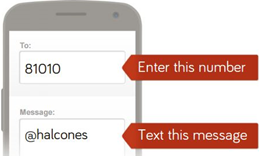 To:
81010
Enter this number
Message:
@halcones
Text this message